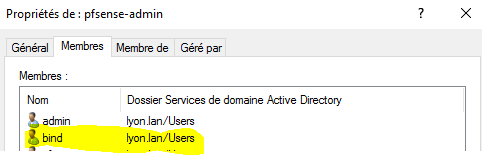 Propriétés de : pfsense-admin ? ×
Général Membres Membre de Géré par
Membres :
Nom Dossier Services de domaine Active Directory
admin lyon.lan/Users
bind lyon.lan/Users